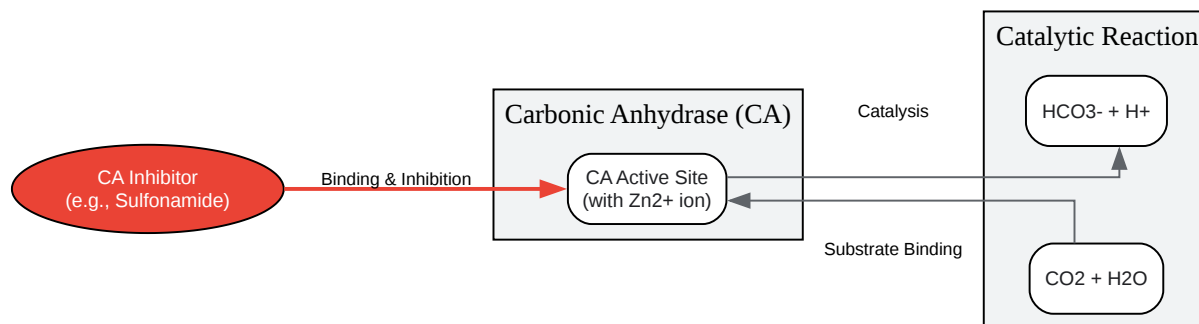 Catalytic Reaction
HCO3- + H+
Carbonic Anhydrase (CA)
Catalysis
CA Inhibitor
(e.g., Sulfonamide)
Binding & Inhibition
CA Active Site
(with Zn2+ ion)
Substrate Binding
CO2 + H2O